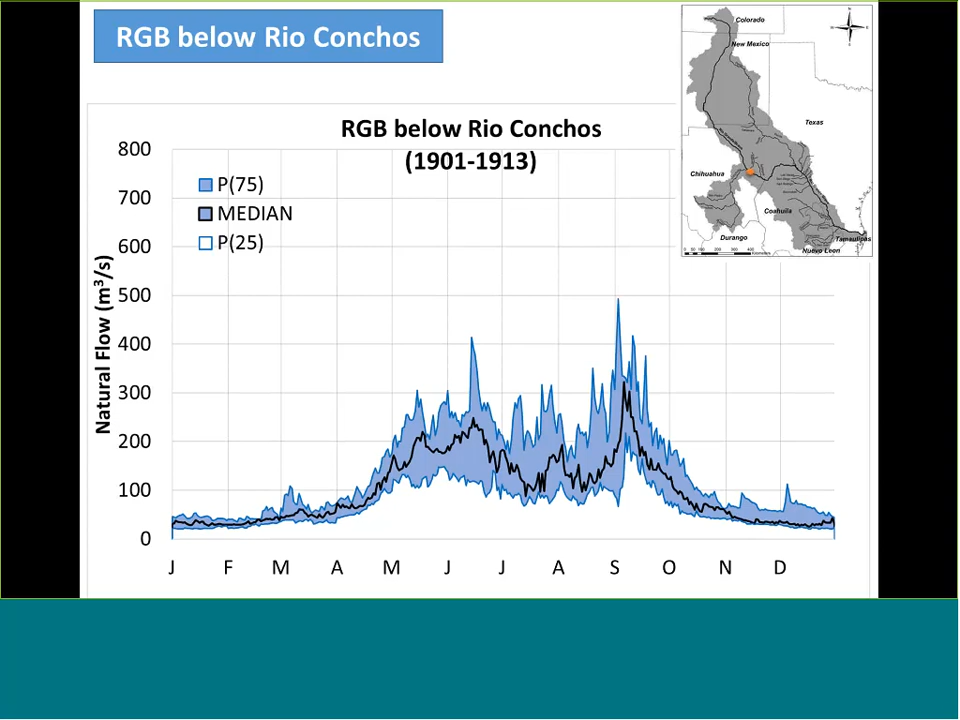 RGB below Rio Conchos
Colorado
New Mexico
Texas
Chihuahua
Coahuila
Durango
Tamaulipas
Nuevo Leon
RGB below Rio Conchos
(1901-1913)
P(75)
MEDIAN
P(25)
Natural Flow (m³/s)
800
700
600
500
400
300
200
100
0
J F M A M J J A S O N D